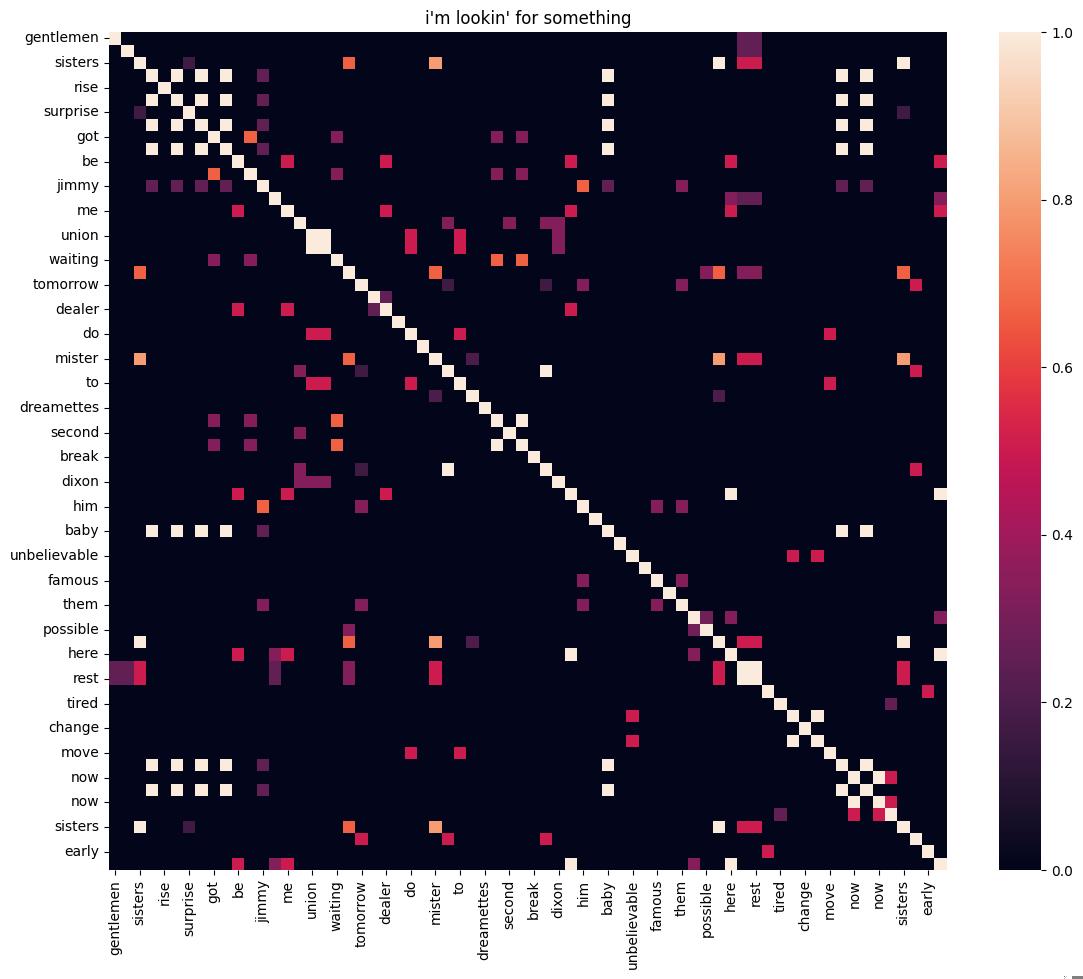 i'm lookin' for something
gentlemen
sisters
rise
surprise
got
be
jimmy
me
union
waiting
tomorrow
dealer
do
mister
to
dreamettes
second
break
dixon
him
baby
unbelievable
famous
them
possible
here
rest
tired
change
move
now
now
sisters
early
gentlemen
sisters
rise
surprise
got
be
jimmy
me
union
waiting
tomorrow
dealer
do
mister
to
dreamettes
second
break
dixon
him
baby
unbelievable
famous
them
possible
here
rest
tired
change
move
now
now
sisters
early
1.0
0.8
0.6
0.4
0.2
0.0